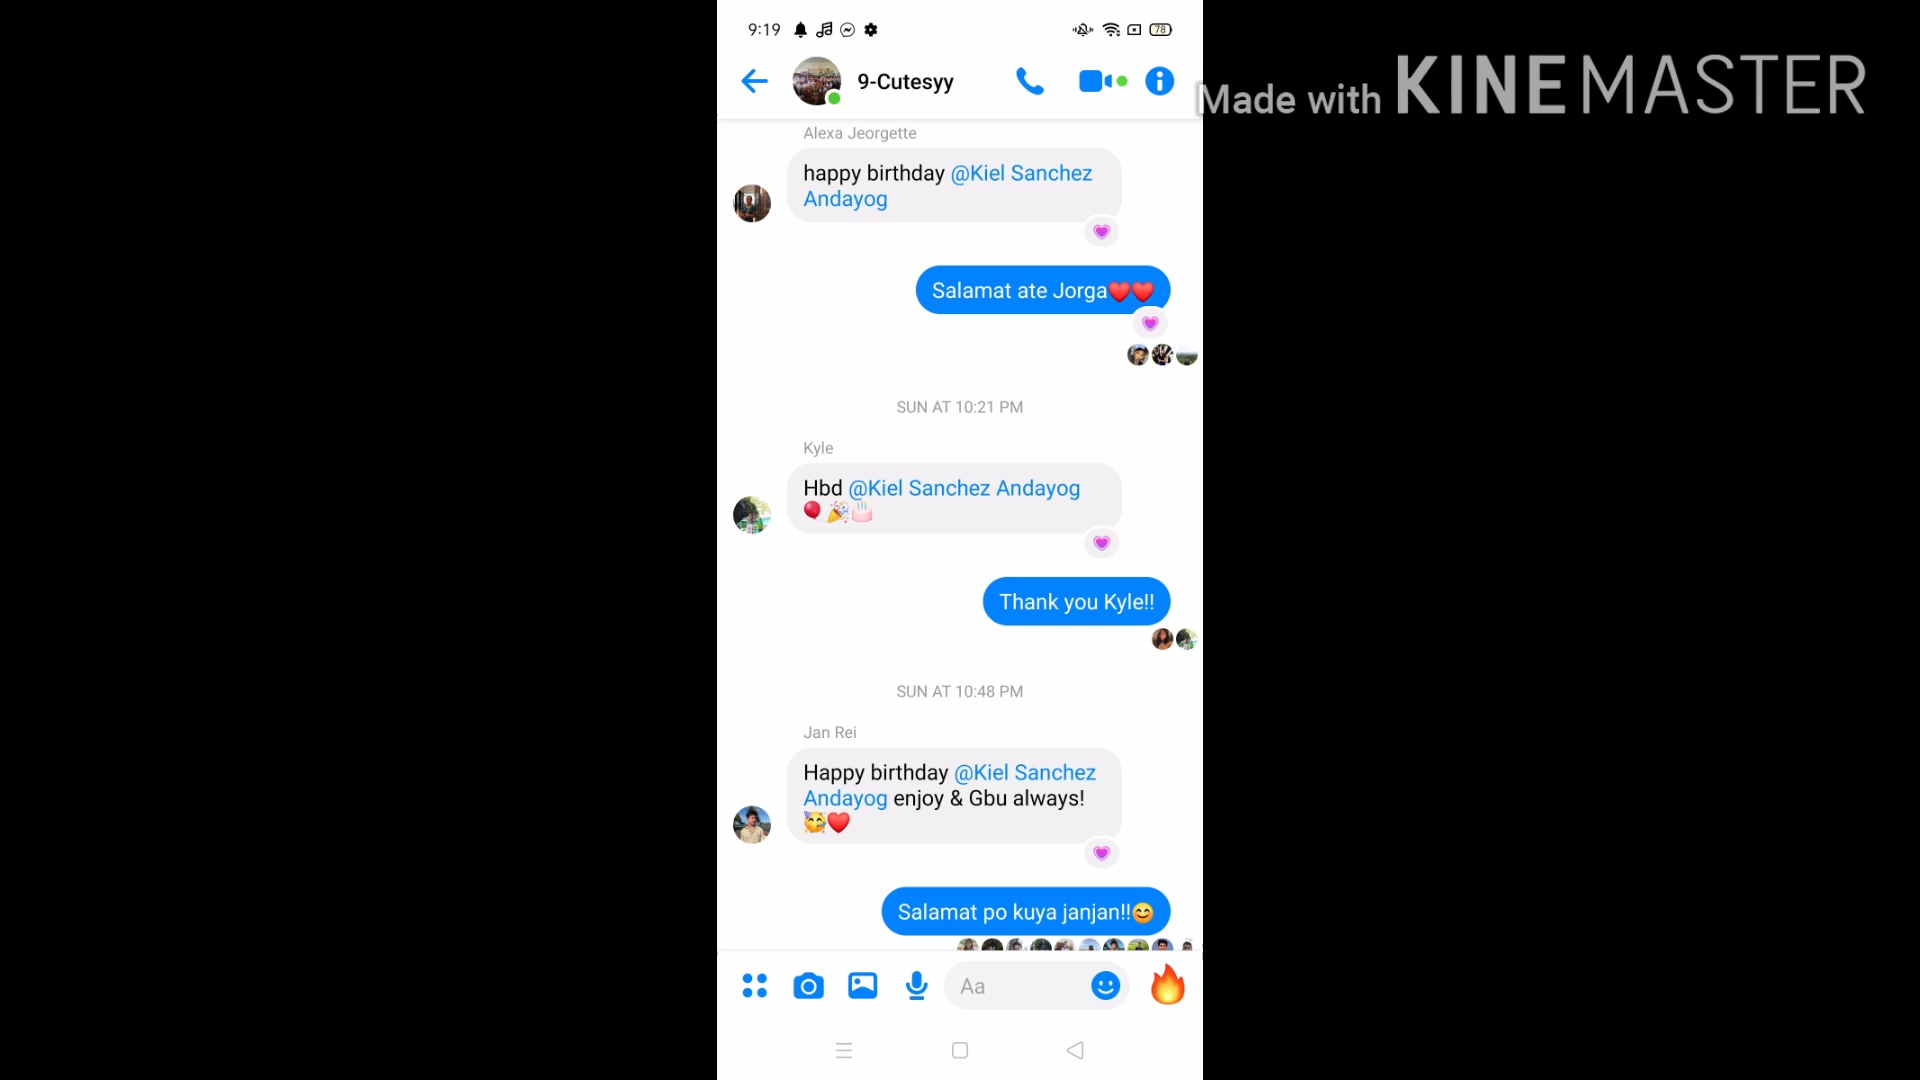 9:19
78
9-Cutesyy
Made with KINEMASTER
Alexa Jeorgette
happy birthday @Kiel Sanchez
Andayog
Salamat ate Jorga❤️❤️
SUN AT 10:21 PM
Kyle
Hbd @Kiel Sanchez Andayog
🎈🎉🎂
Thank you Kyle!!
SUN AT 10:48 PM
Jan Rei
Happy birthday @Kiel Sanchez
Andayog enjoy & Gbu always!
🥳❤️
Salamat po kuya janjan!!😊
Aa